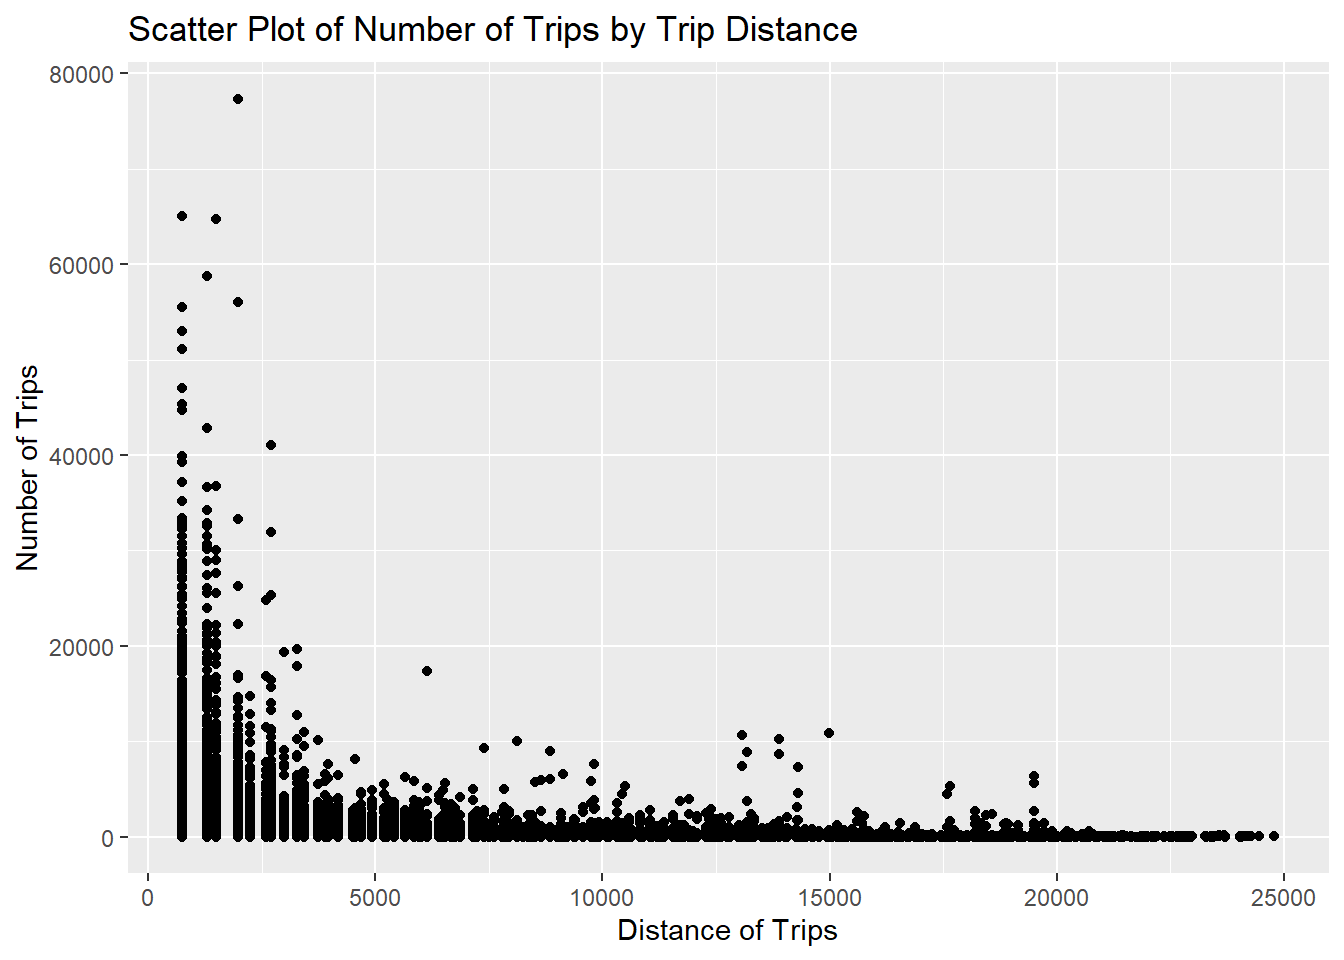 Scatter Plot of Number of Trips by Trip Distance
80000
60000
40000
20000
0
Number of Trips
0 5000 10000 15000 20000 25000
Distance of Trips